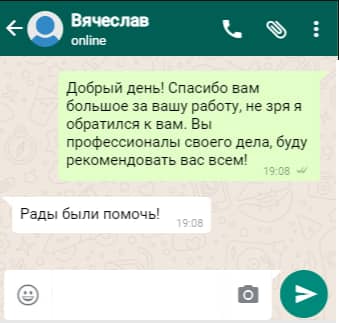 Вячеслав
online
Добрый день! Спасибо вам
большое за вашу работу, не зря я
обратился к вам. Вы
профессионалы своего дела, буду
рекомендовать вас всем!
19:08
Рады были помочь!
19:08